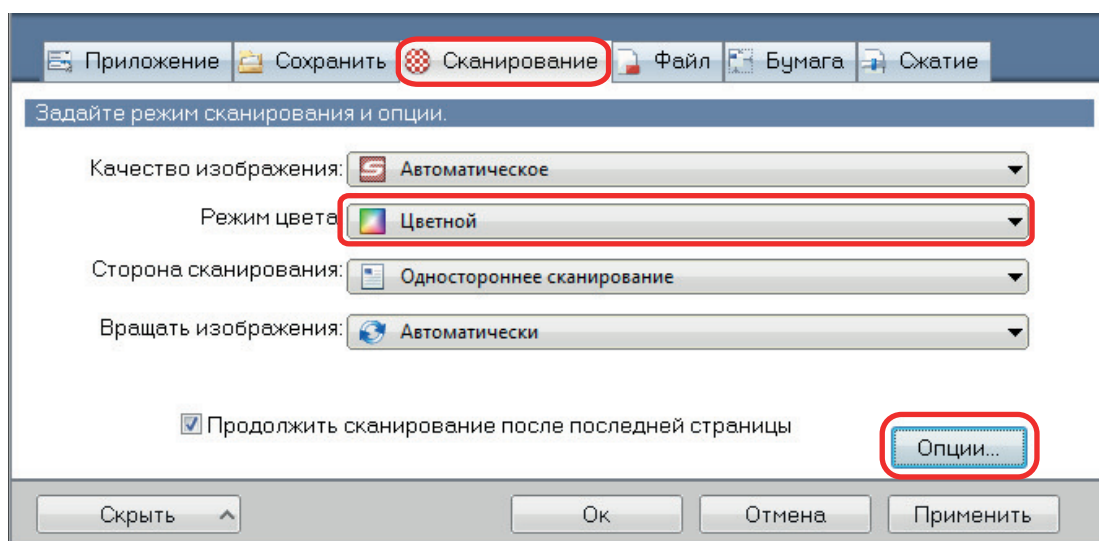 Приложение Сохранить Сканирование Файл Бумага Сжатие
Задайте режим сканирования и опции.
Качество изображения: Автоматическое
Режим цвета Цветной
Сторона сканирования: Одностороннее сканирование
Вращать изображения: Автоматически
Продолжить сканирование после последней страницы
Опции...
Скрыть Ок Отмена Применить